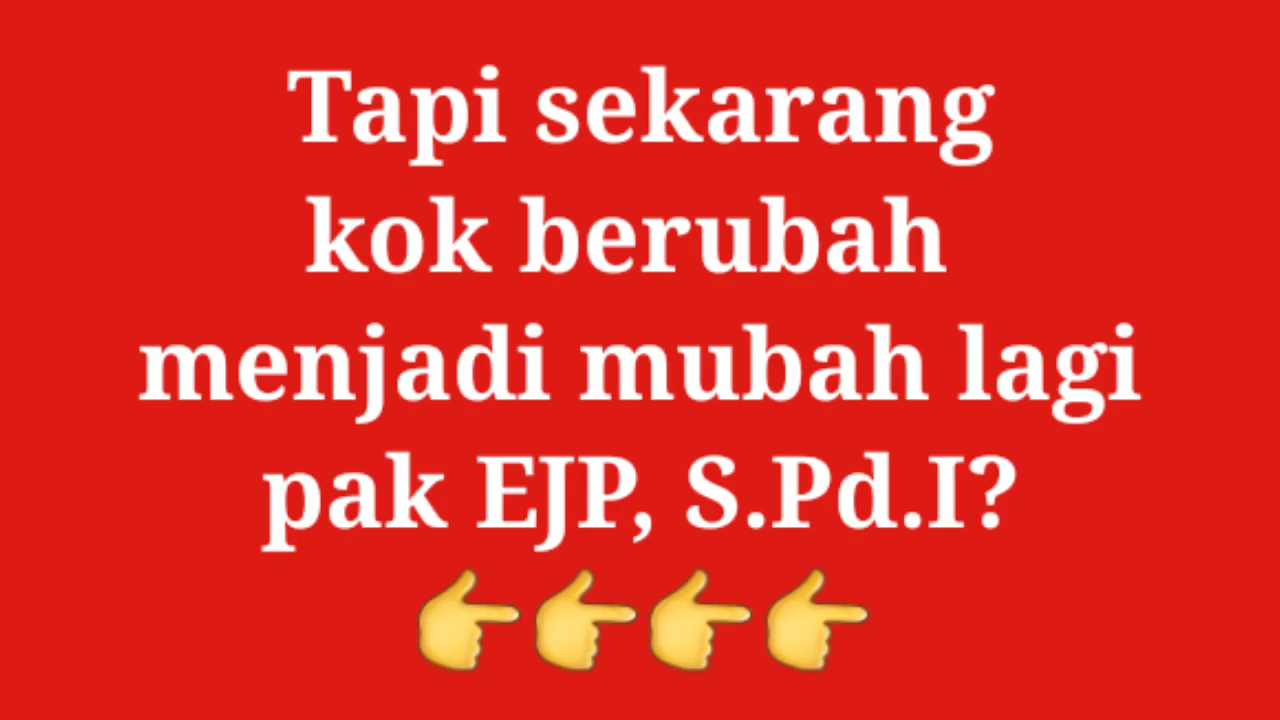 Tapi sekarang
kok berubah
menjadi mubah lagi
pak EJP, S.Pd.I?
👉👉👉👉